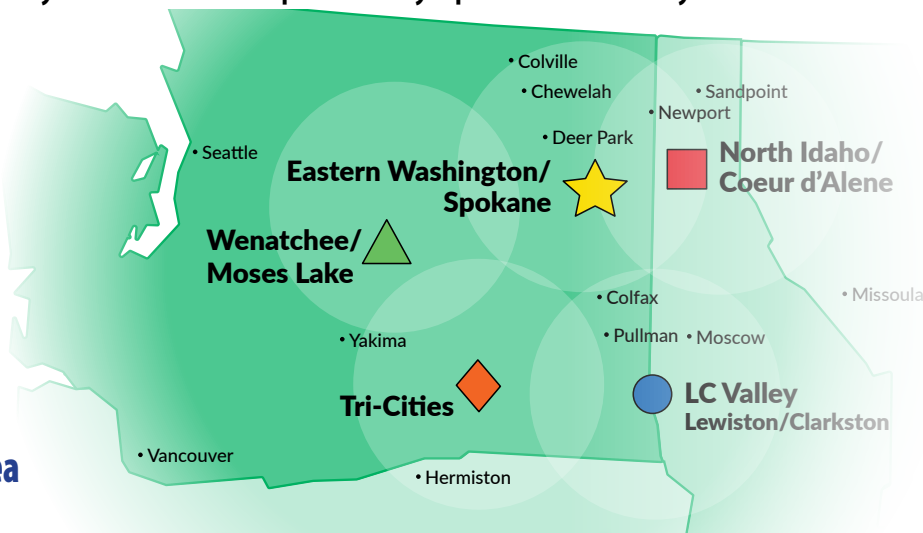 • Colville
• Chewelah
• Sandpoint
• Newport
• Deer Park
• Seattle
Eastern Washington/
Spokane
North Idaho/
Coeur d’Alene
Wenatchee/
Moses Lake
• Colfax
• Missoula
• Pullman
• Moscow
• Yakima
Tri-Cities
LC Valley
Lewiston/Clarkston
• Vancouver
• Hermiston